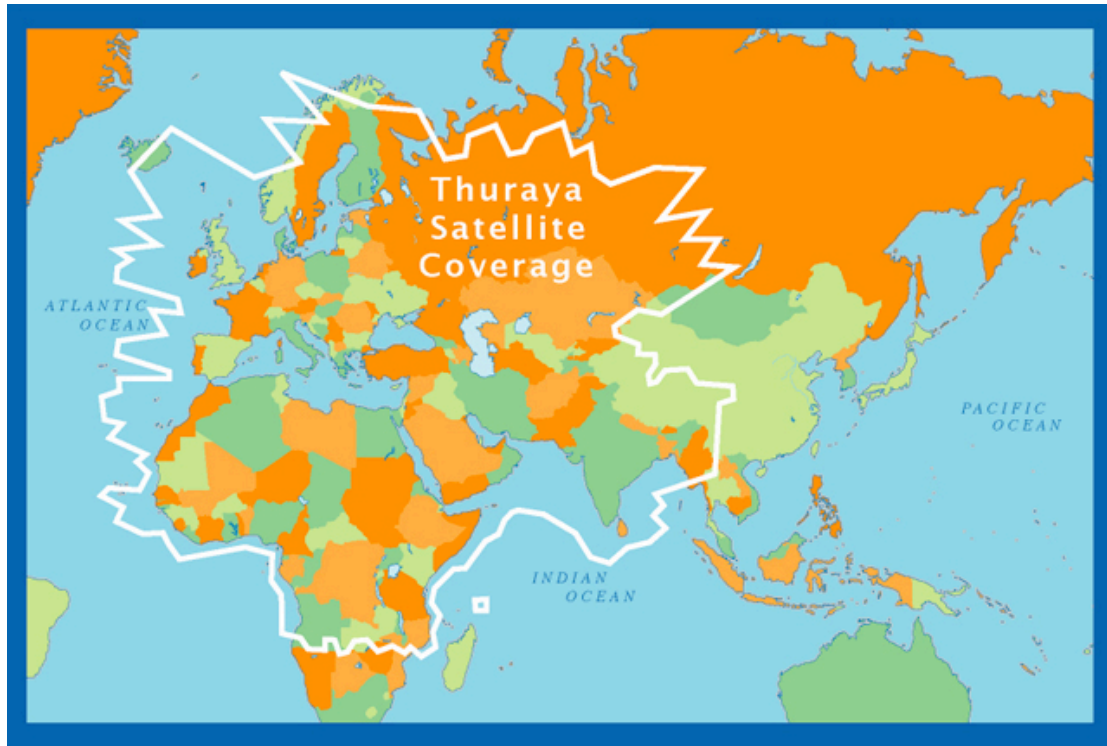 Thuraya
Satellite
Coverage
ATLANTIC
OCEAN
PACIFIC
OCEAN
INDIAN
OCEAN